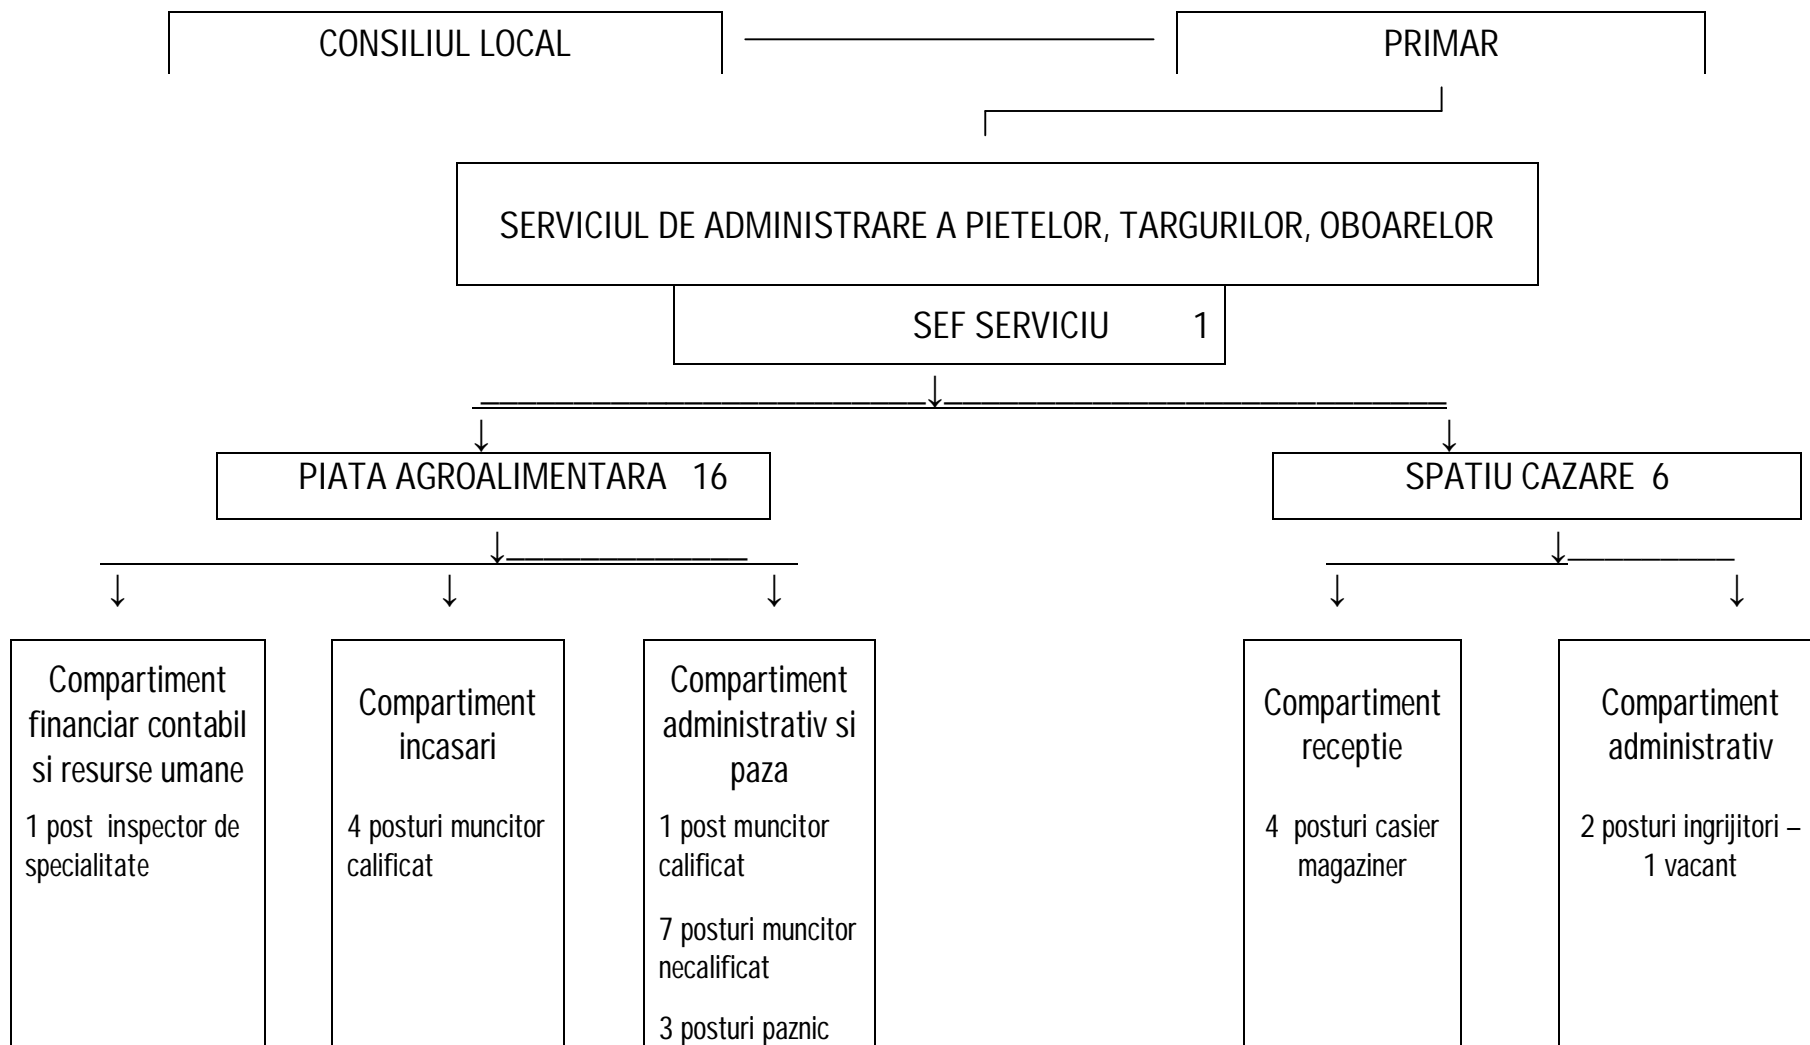 CONSILIUL LOCAL
PRIMAR
SERVICIUL DE ADMINISTRARE A PIETELOR, TARGURILOR, OBOARELOR
SEF SERVICIU 1
PIATA AGROALIMENTARA 16
SPATIU CAZARE 6
Compartiment
financiar contabil
si resurse umane
1 post inspector de
specialitate
Compartiment
incasari
4 posturi muncitor
calificat
Compartiment
administrativ si
paza
1 post muncitor
calificat
7 posturi muncitor
necalificat
3 posturi paznic
Compartiment
receptie
4 posturi casier
magaziner
Compartiment
administrativ
2 posturi ingrijitori –
1 vacant